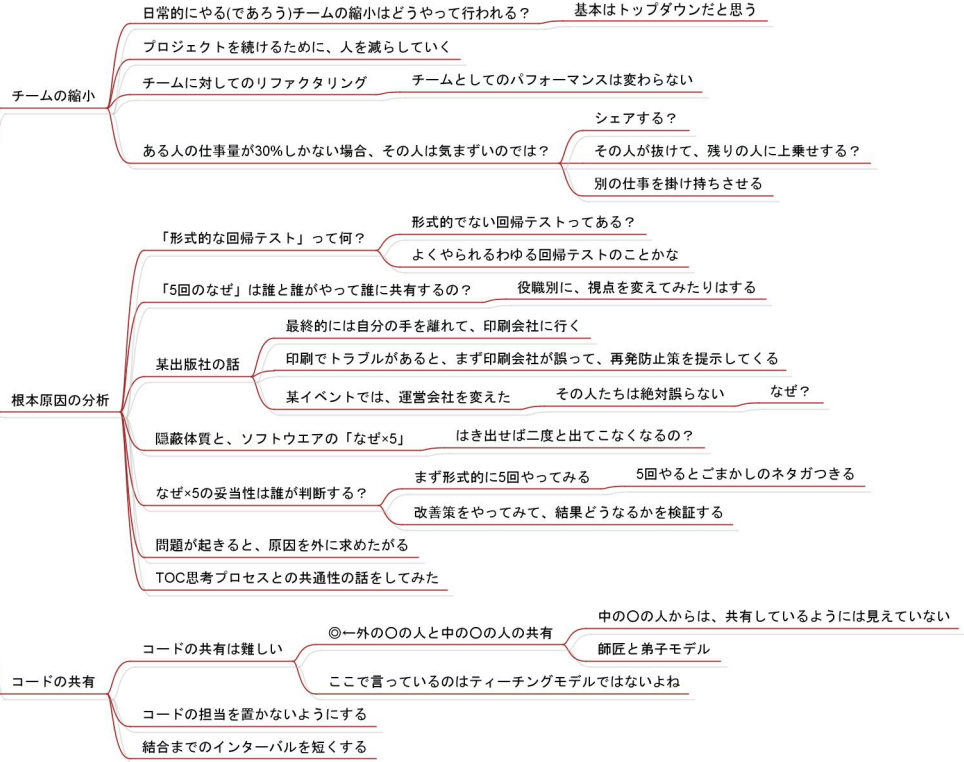 チームの縮小
日常的にやる(であろう)チームの縮小はどうやって行われる？
基本はトップダウンだと思う
プロジェクトを続けるために、人を減らしていく
チームに対してのリファクタリング
チームとしてのパフォーマンスは変わらない
ある人の仕事量が30%しかない場合、その人は気まずいのでは？
シェアする？
その人が抜けて、残りの人に上乗せする？
別の仕事を掛け持ちさせる
根本原因の分析
「形式的な回帰テスト」って何？
形式的でない回帰テストってある？
よくやられるわゆる回帰テストのことかな
「5回のなぜ」は誰と誰がやって誰に共有するの？
役職別に、視点を変えてみたりはする
某出版社の話
最終的には自分の手を離れて、印刷会社に行く
印刷でトラブルがあると、まず印刷会社が誤って、再発防止策を提示してくる
某イベントでは、運営会社を変えた
その人たちは絶対誤らない
なぜ？
隠蔽体質と、ソフトウエアの「なぜ×5」
はき出せば二度と出てこなくなるの？
なぜ×5の妥当性は誰が判断する？
まず形式的に5回やってみる
5回やるとごまかしのネタガつきる
改善策をやってみて、結果どうなるかを検証する
問題が起きると、原因を外に求めたがる
TOC思考プロセスとの共通性の話をしてみた
コードの共有
コードの共有は難しい
◎←外の〇の人と中の〇の人の共有
中の〇の人からは、共有しているようには見えていない
師匠と弟子モデル
ここで言っているのはティーチングモデルではないよね
コードの担当を置かないようにする
結合までのインターバルを短くする